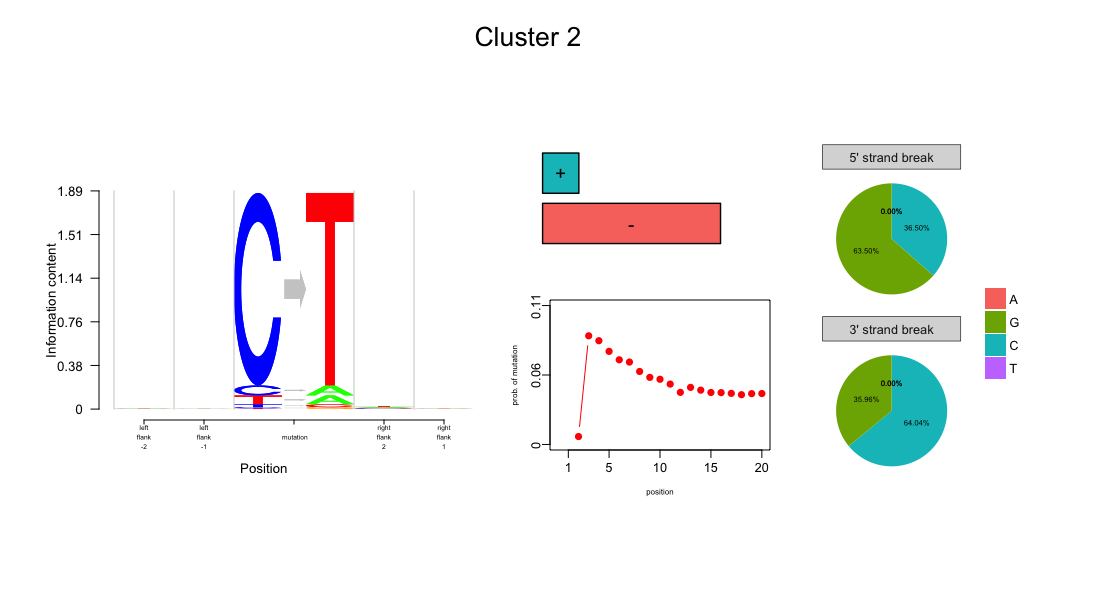 Cluster 2
Information content
1.89
1.51
1.14
0.76
0.38
0
C T
C A
T A
left
flank
-2
left
flank
-1
mutation
right
flank
2
right
flank
1
Position
+
-
prob. of mutation
0.11
0.06
0
1 5 10 15 20
position
5' strand break
0.00%
36.50%
63.50%
3' strand break
0.00%
35.96%
64.04%
A
G
C
T